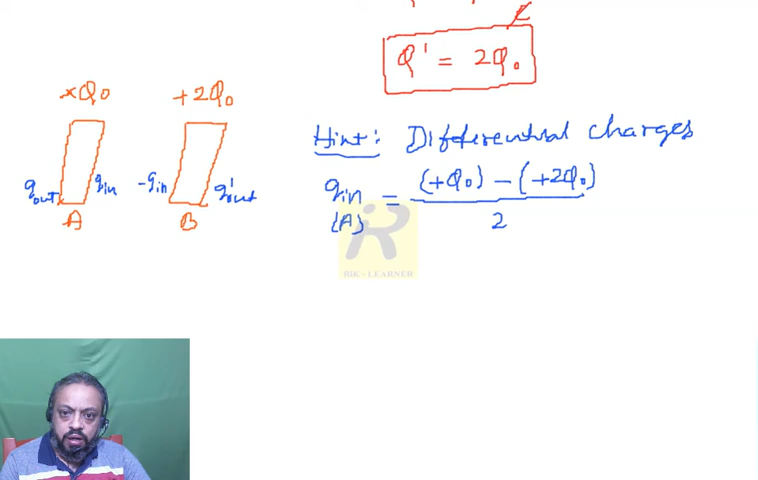 Q' = 2Q₀
+Q₀ +2Q₀
Hint: Differential charges
q_out q_in -q_in q'_out
A B
q_in (A) = ((+Q₀) - (+2Q₀)) / 2
RIK-LEARNER